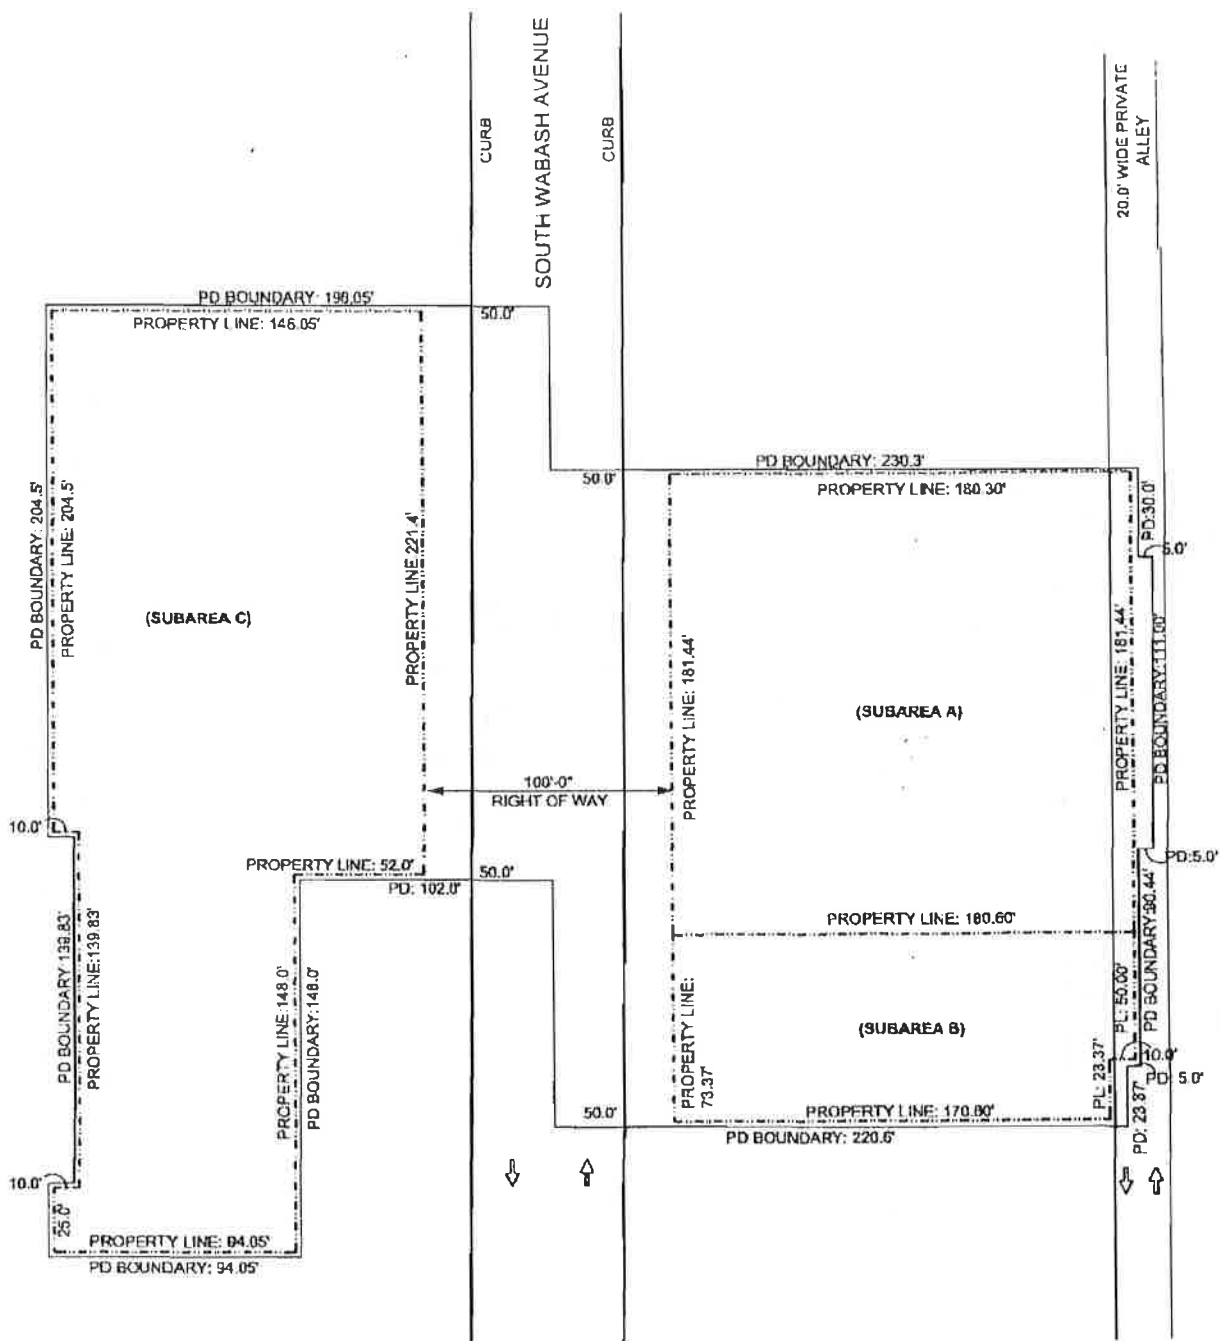 SOUTH WABASH AVENUE
CURB
CURB
20.0' WIDE PRIVATE
ALLEY
PD BOUNDARY: 196.05'
PROPERTY LINE: 146.05'
50.0'
PD BOUNDARY: 230.3'
50.0'
PROPERTY LINE: 180.30'
PD:30.0'
5.0'
PD BOUNDARY: 204.5'
PROPERTY LINE: 204.5'
(SUBAREA C)
PROPERTY LINE 221.4'
PROPERTY LINE: 181.44'
(SUBAREA A)
PROPERTY LINE: 181.44'
PD BOUNDARY:111.00'
100'-0"
RIGHT OF WAY
10.0'
PROPERTY LINE: 52.0'
PD: 102.0'
50.0'
PD:5.0'
PROPERTY LINE: 180.60'
PD BOUNDARY:90.44'
PD BOUNDARY:139.83'
PROPERTY LINE:139.83'
PROPERTY LINE:148.0'
PD BOUNDARY:148.0'
PROPERTY LINE:
73.37'
(SUBAREA B)
PL: 50.00'
10.0'
PD: 5.0'
PL: 23.37'
PD: 23.37'
50.0'
PROPERTY LINE: 170.60'
PD BOUNDARY: 220.6'
10.0'
25.0'
PROPERTY LINE: 94.05'
PD BOUNDARY: 94.05'